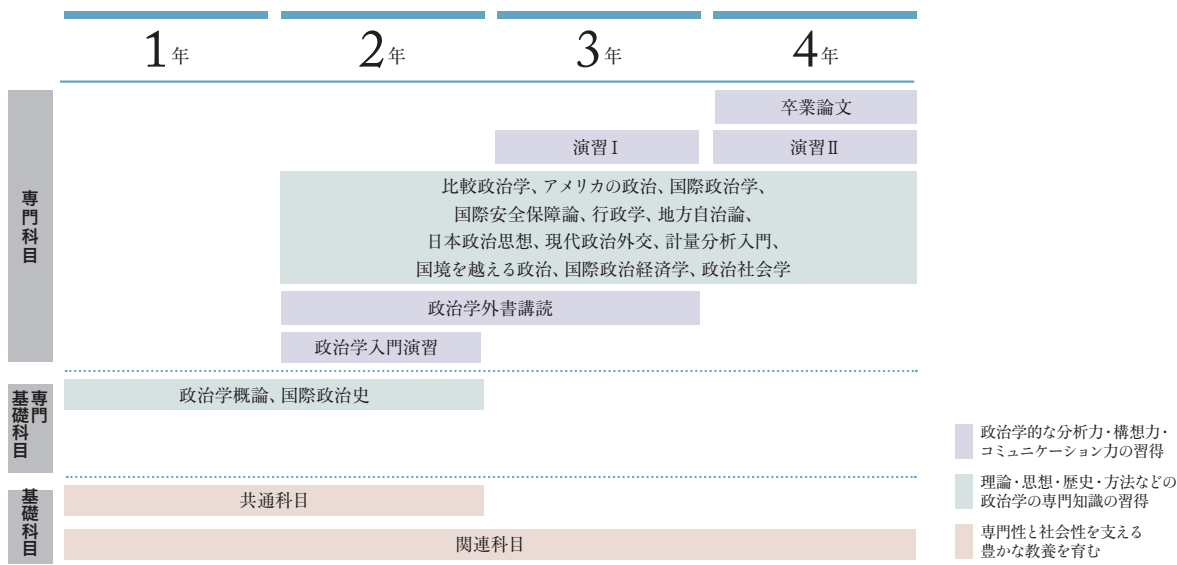 1年
2年
3年
4年
専門科目
卒業論文
演習Ⅰ
演習Ⅱ
比較政治学、アメリカの政治、国際政治学、
国際安全保障論、行政学、地方自治論、
日本政治思想、現代政治外交、計量分析入門、
国境を越える政治、国際政治経済学、政治社会学
政治学外書講読
政治学入門演習
専門
基礎科目
政治学概論、国際政治史
基礎科目
共通科目
関連科目
政治学的な分析力・構想力・
コミュニケーション力の習得
理論・思想・歴史・方法などの
政治学の専門知識の習得
専門性と社会性を支える
豊かな教養を育む